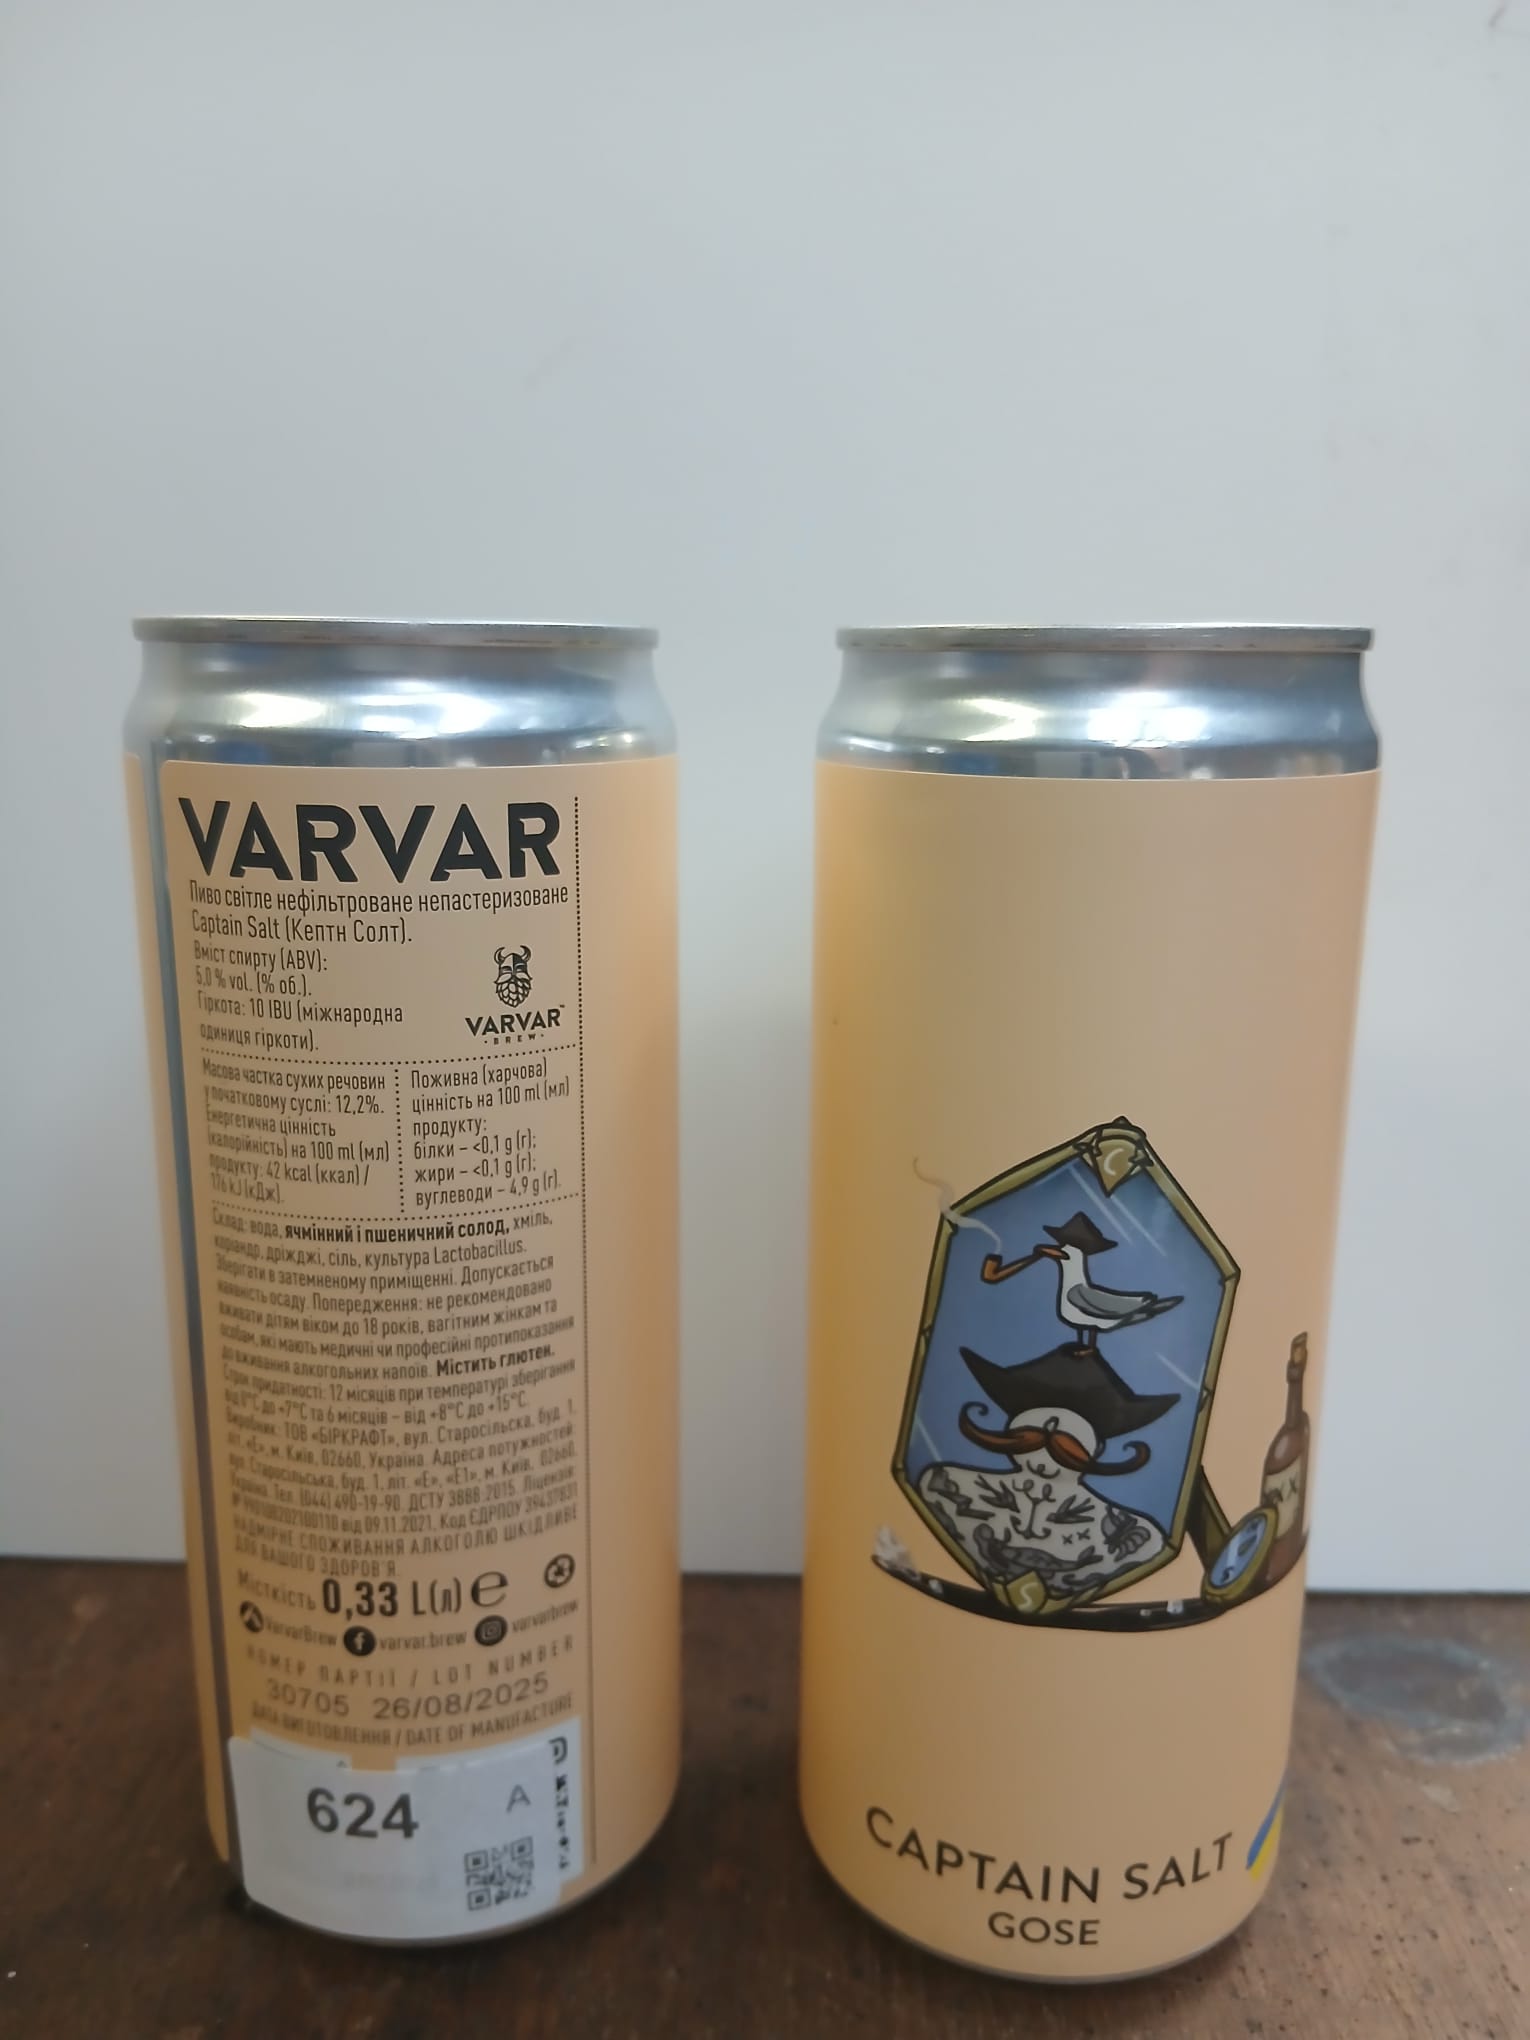 VARVAR
Пиво світле нефільтроване непастеризоване
Captain Salt (Кептн Солт).
Вміст спирту (ABV):
5,0 % vol. (% об.).
Гіркота: 10 IBU (міжнародна
одиниця гіркоти).
VARVAR™
·BREW·
Масова частка сухих речовин
у початковому суслі: 12,2%.
Енергетична цінність
(калорійність) на 100 ml (мл)
продукту: 42 kcal (ккал) /
176 kJ (кДж).
Поживна (харчова)
цінність на 100 ml (мл)
продукту:
білки – <0,1 g (г);
жири – <0,1 g (г);
вуглеводи – 4,9 g (г).
Склад: вода, ячмінний і пшеничний солод, хміль,
коріандр, дріжджі, сіль, культура Lactobacillus.
Зберігати в затемненому приміщенні. Допускається
наявність осаду. Попередження: не рекомендовано
вживати дітям віком до 18 років, вагітним жінкам та
особам, які мають медичні чи професійні протипоказання
до вживання алкогольних напоїв. Містить глютен.
Строк придатності: 12 місяців при температурі зберігання
від 0°C до +7°C та 6 місяців – від +8°C до +15°C.
Виробник: ТОВ «БІРКРАФТ», вул. Старосільска, буд. 1,
літ. «Е», м. Київ, 02660, Україна. Адреса потужностей:
вул. Старосільська, буд. 1, літ. «Е», «Е1», м. Київ, 02660,
Україна. Тел. (044) 490-19-90. ДСТУ 3888:2015. Ліцензія
від 09.11.2021. Код ЄДРПОУ 39437831
НАДМІРНЕ СПОЖИВАННЯ АЛКОГОЛЮ ШКІДЛИВЕ
ДЛЯ ВАШОГО ЗДОРОВ'Я.
Місткість 0,33 L(л) e
VarvarBrew varvar.brew varvarbrew
НОМЕР ПАРТІЇ / LOT NUMBER
30705 26/08/2025
ДАТА ВИГОТОВЛЕННЯ / DATE OF MANUFACTURE
624
A
C
S
XX
CAPTAIN SALT
GOSE